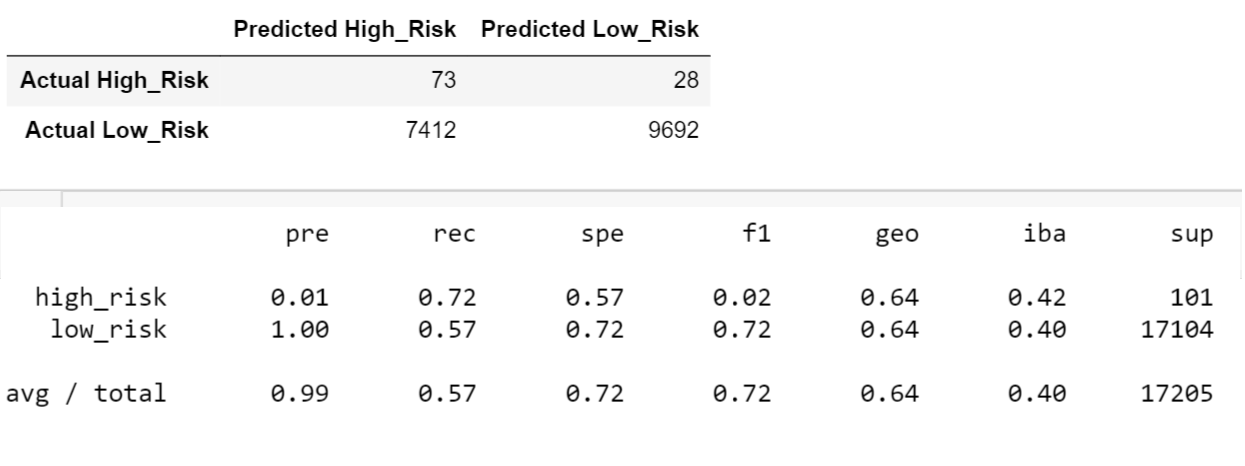 Predicted High_Risk Predicted Low_Risk
Actual High_Risk 73 28
Actual Low_Risk 7412 9692
pre rec spe f1 geo iba sup
high_risk 0.01 0.72 0.57 0.02 0.64 0.42 101
low_risk 1.00 0.57 0.72 0.72 0.64 0.40 17104
avg / total 0.99 0.57 0.72 0.72 0.64 0.40 17205